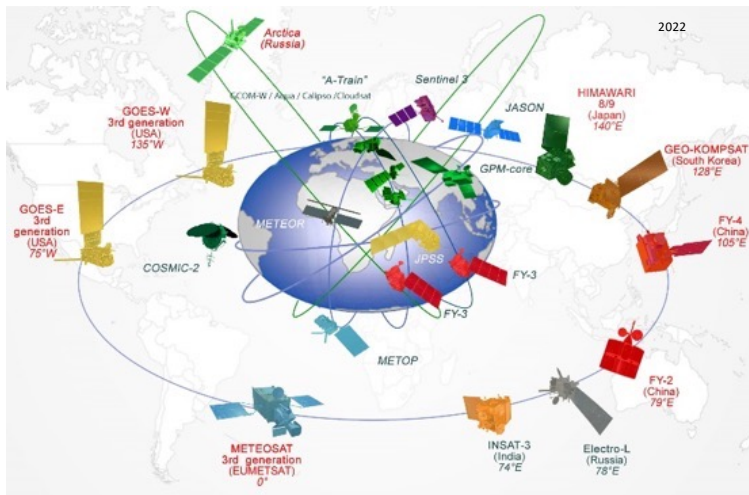 2022
Arctica
(Russia)
"A-Train"
GCOM-W / Aqua / Calipso /Cloudsat
Sentinel 3
JASON
HIMAWARI
8/9
(Japan)
140°E
GOES-W
3rd generation
(USA)
135°W
GEO-KOMPSAT
(South Korea)
128°E
GPM-core
GOES-E
3rd
generation
(USA)
75°W
METEOR
FY-4
(China)
105°E
COSMIC-2
JPSS
FY-3
FY-3
METOP
FY-2
(China)
79°E
METEOSAT
3rd generation
(EUMETSAT)
0°
INSAT-3
(India)
74°E
Electro-L
(Russia)
78°E